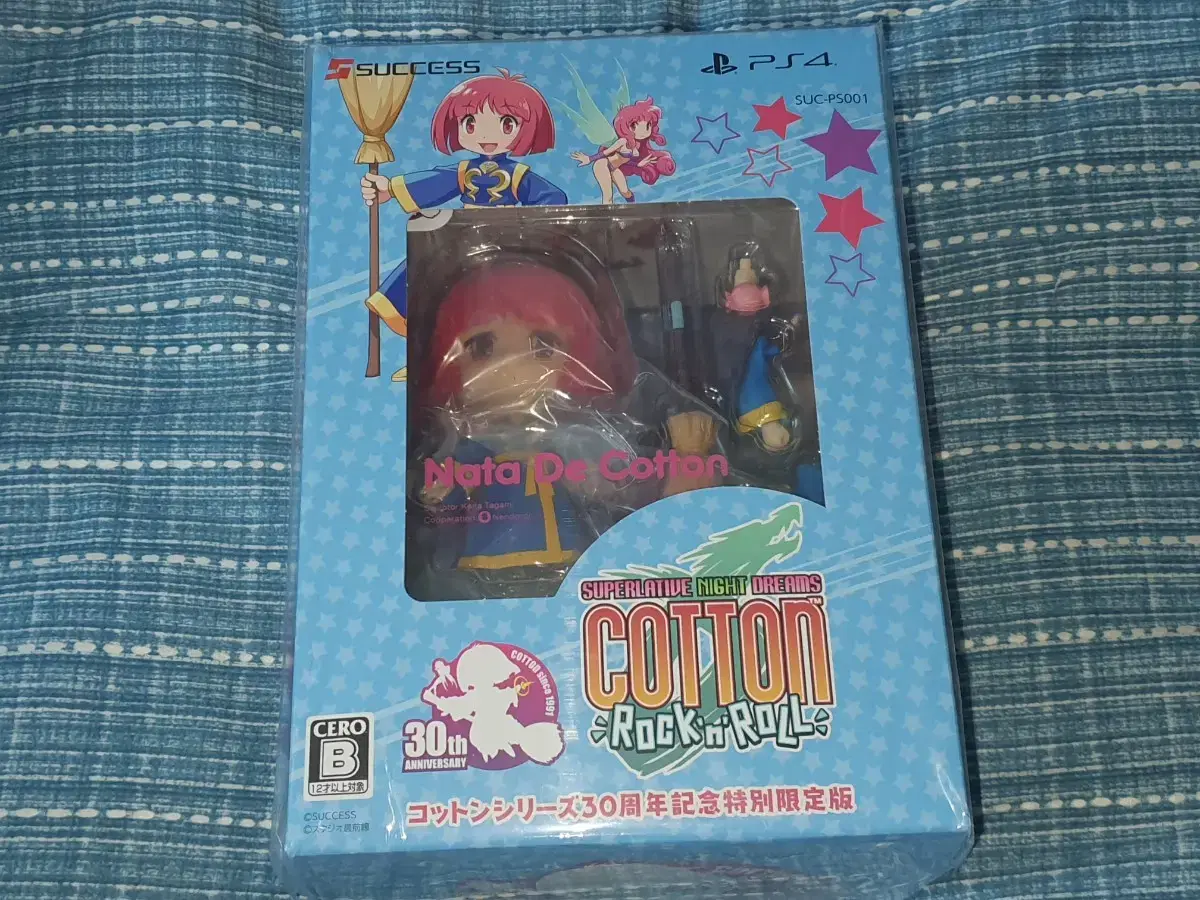 SUCCESS
PS4
SUC-PS001
Nata De Cotton
Cooperation
SUPERLATIVE NIGHT DREAMS
COTTON™
ROCK'n'ROLL
COTTON since 1991
30th
ANNIVERSARY
CERO
B
12才以上対象
コットンシリーズ30周年記念特別限定版
©SUCCESS